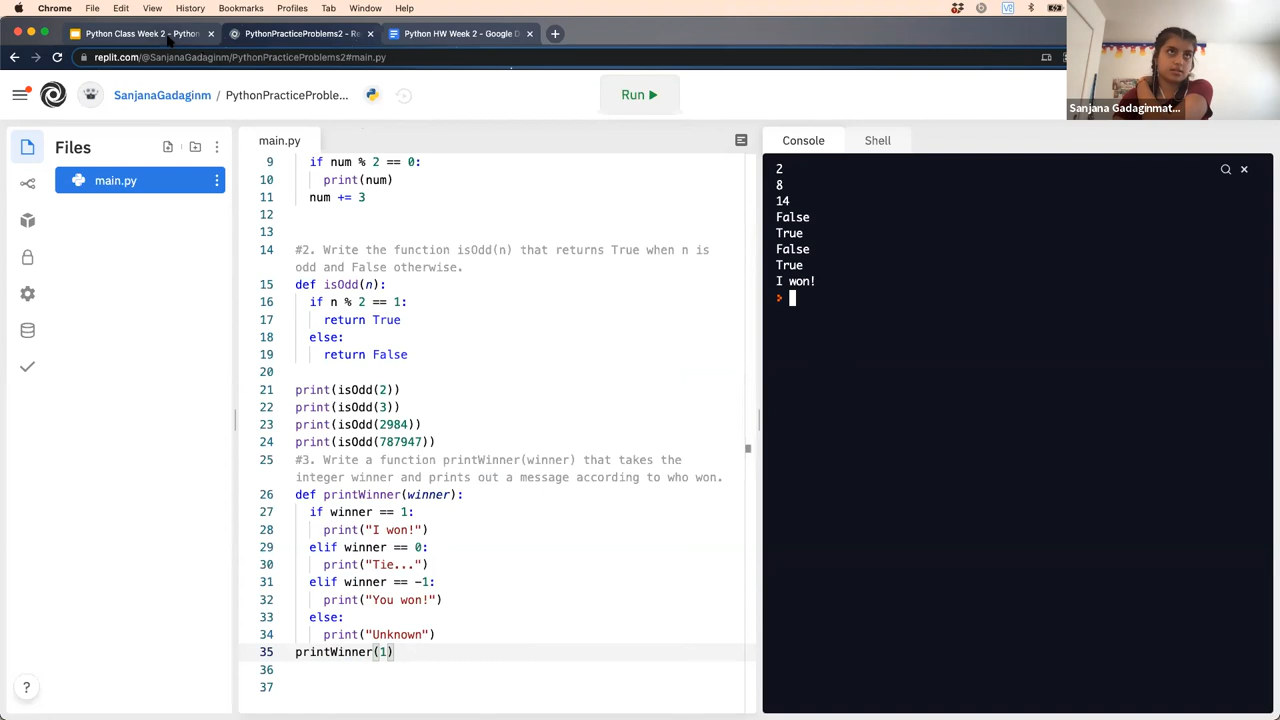 Chrome File Edit View History Bookmarks Profiles Tab Window Help
Python Class Week 2 - Python
PythonPracticeProblems2 - Re
Python HW Week 2 - Google D
replit.com/@SanjanaGadaginm/PythonPracticeProblems2#main.py
SanjanaGadaginm / PythonPracticeProble...
Run
Sanjana Gadaginmat...
Files
main.py
main.py
9 if num % 2 == 0:
10 print(num)
11 num += 3
12
13
14 #2. Write the function isOdd(n) that returns True when n is
odd and False otherwise.
15 def isOdd(n):
16 if n % 2 == 1:
17 return True
18 else:
19 return False
20
21 print(isOdd(2))
22 print(isOdd(3))
23 print(isOdd(2984))
24 print(isOdd(787947))
25 #3. Write a function printWinner(winner) that takes the
integer winner and prints out a message according to who won.
26 def printWinner(winner):
27 if winner == 1:
28 print("I won!")
29 elif winner == 0:
30 print("Tie...")
31 elif winner == -1:
32 print("You won!")
33 else:
34 print("Unknown")
35 printWinner(1)
36
37
Console Shell
2
8
14
False
True
False
True
I won!
?